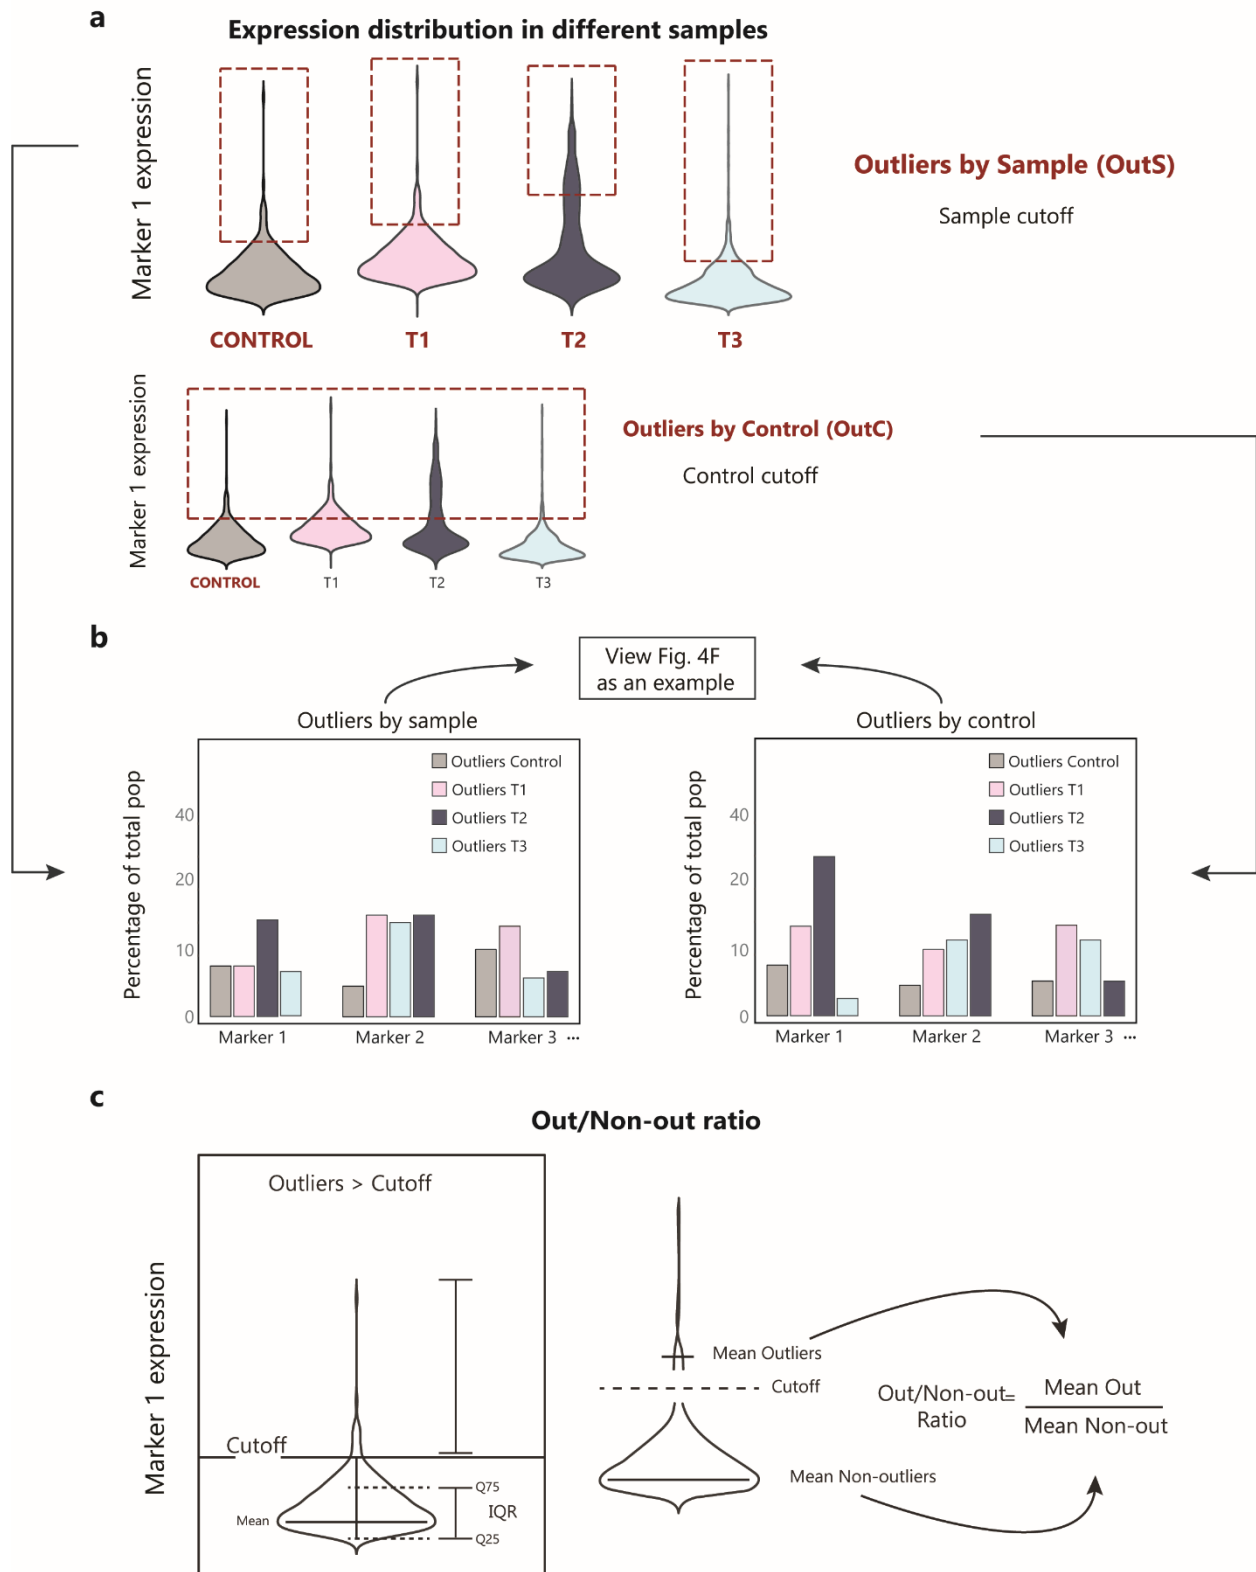 a
Expression distribution in different samples
Marker 1 expression
Outliers by Sample (OutS)
Sample cutoff
CONTROL
T1
T2
T3
Marker 1 expression
Outliers by Control (OutC)
Control cutoff
CONTROL
T1
T2
T3
b
View Fig. 4F
as an example
Outliers by sample
Percentage of total pop
40
20
10
0
Outliers Control
Outliers T1
Outliers T2
Outliers T3
Marker 1
Marker 2
Marker 3 ...
Outliers by control
Percentage of total pop
40
20
10
0
Outliers Control
Outliers T1
Outliers T2
Outliers T3
Marker 1
Marker 2
Marker 3 ...
c
Out/Non-out ratio
Marker 1 expression
Outliers > Cutoff
Cutoff
Q75
IQR
Mean
Q25
Mean Outliers
Cutoff
Mean Non-outliers
Out/Non-out=
Ratio
Mean Out
Mean Non-out